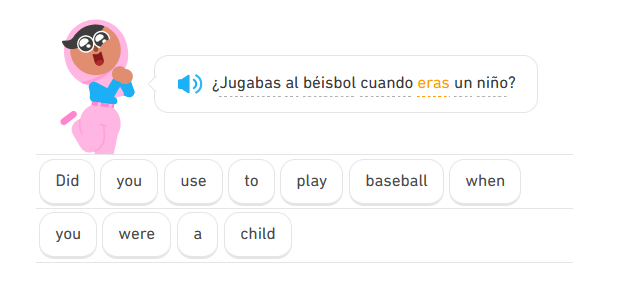 ¿Jugabas al béisbol cuando eras un niño?
Did you use to play baseball when
you were a child